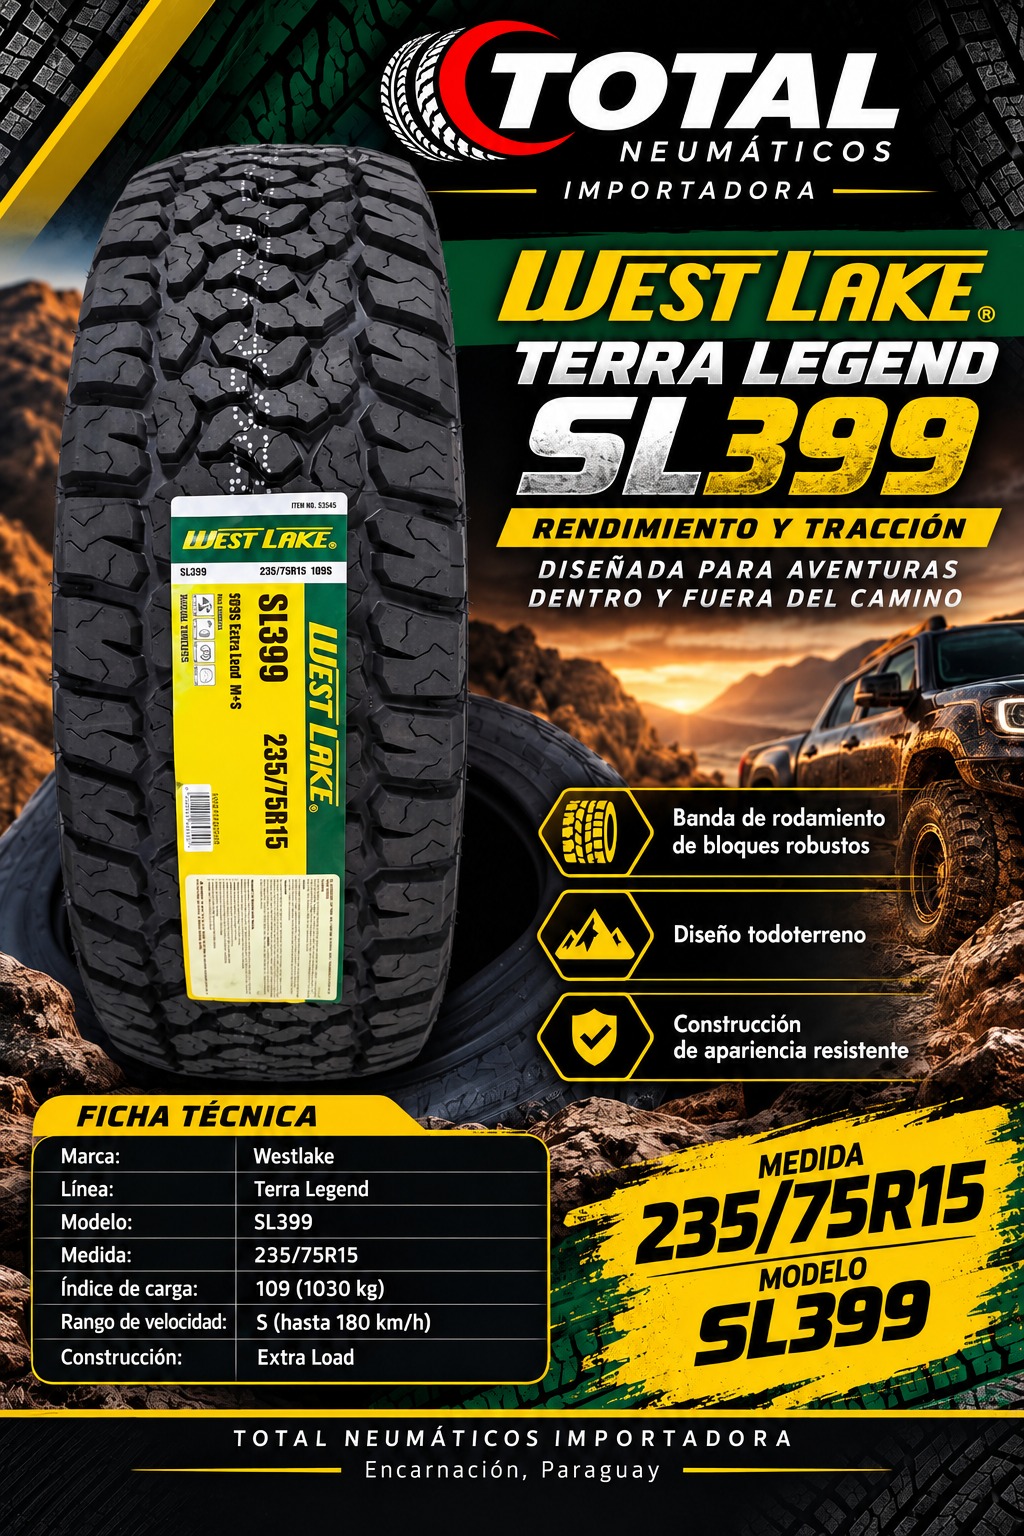 TOTAL
NEUMÁTICOS
IMPORTADORA
WEST LAKE®
TERRA LEGEND
SL399
RENDIMIENTO Y TRACCIÓN
DISEÑADA PARA AVENTURAS
DENTRO Y FUERA DEL CAMINO
ITEM NO. 53545
WEST LAKE®
SL399 235/75R15 109S
SL399 235/75R15
M+S
WEST LAKE®
Banda de rodamiento
de bloques robustos
Diseño todoterreno
Construcción
de apariencia resistente
FICHA TÉCNICA
Marca: Westlake
Línea: Terra Legend
Modelo: SL399
Medida: 235/75R15
Índice de carga: 109 (1030 kg)
Rango de velocidad: S (hasta 180 km/h)
Construcción: Extra Load
MEDIDA
235/75R15
MODELO
SL399
TOTAL NEUMÁTICOS IMPORTADORA
Encarnación, Paraguay